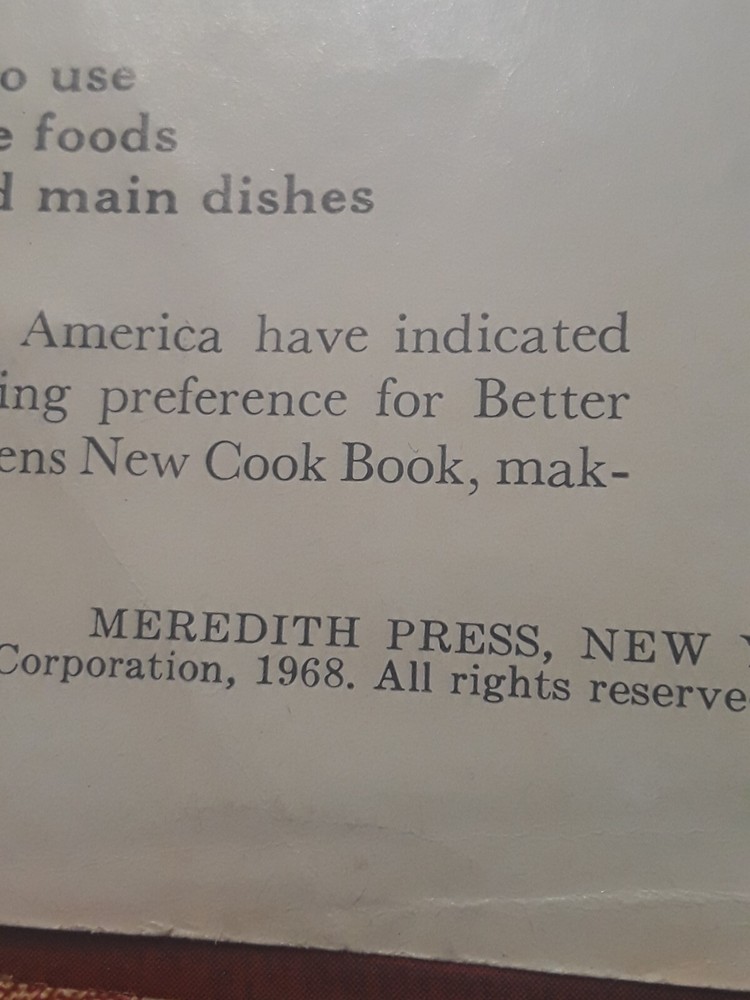 o use
e foods
d main dishes
America have indicated
ing preference for Better
ens New Cook Book, mak-
MEREDITH PRESS, NEW
Corporation, 1968. All rights reserve